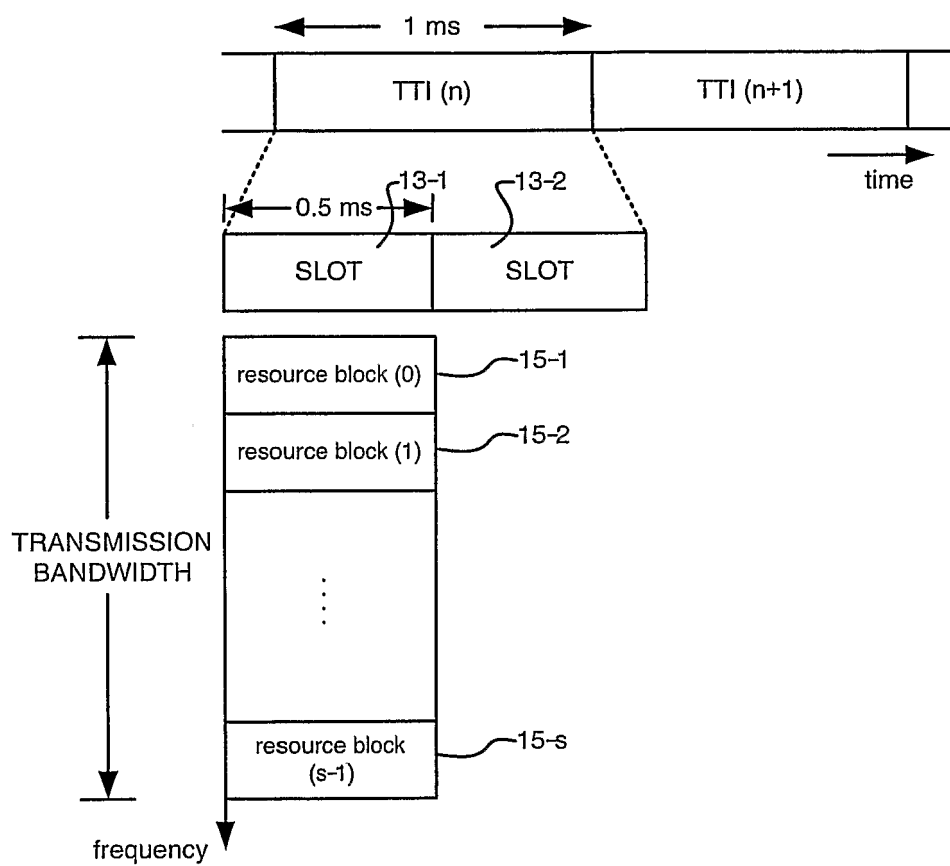 1 ms
TTI (n)
TTI (n+1)
time
13-1
13-2
0.5 ms
SLOT
SLOT
resource block (0)
15-1
resource block (1)
15-2
TRANSMISSION
BANDWIDTH
resource block
(s-1)
15-s
frequency